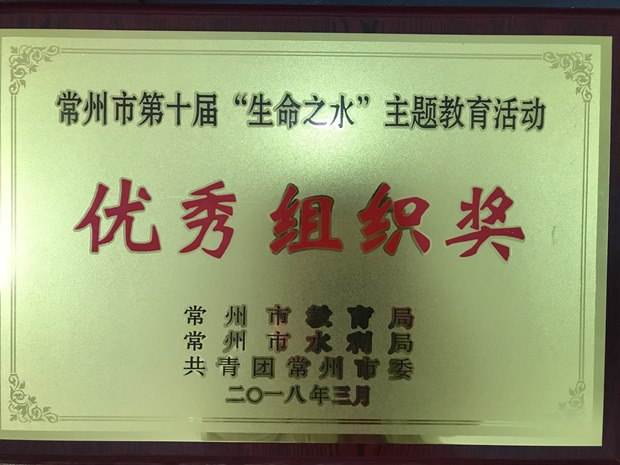 常州市第十届“生命之水”主题教育活动
优秀组织奖
常州市教育局
常州市水利局
共青团常州市委
二〇一八年三月